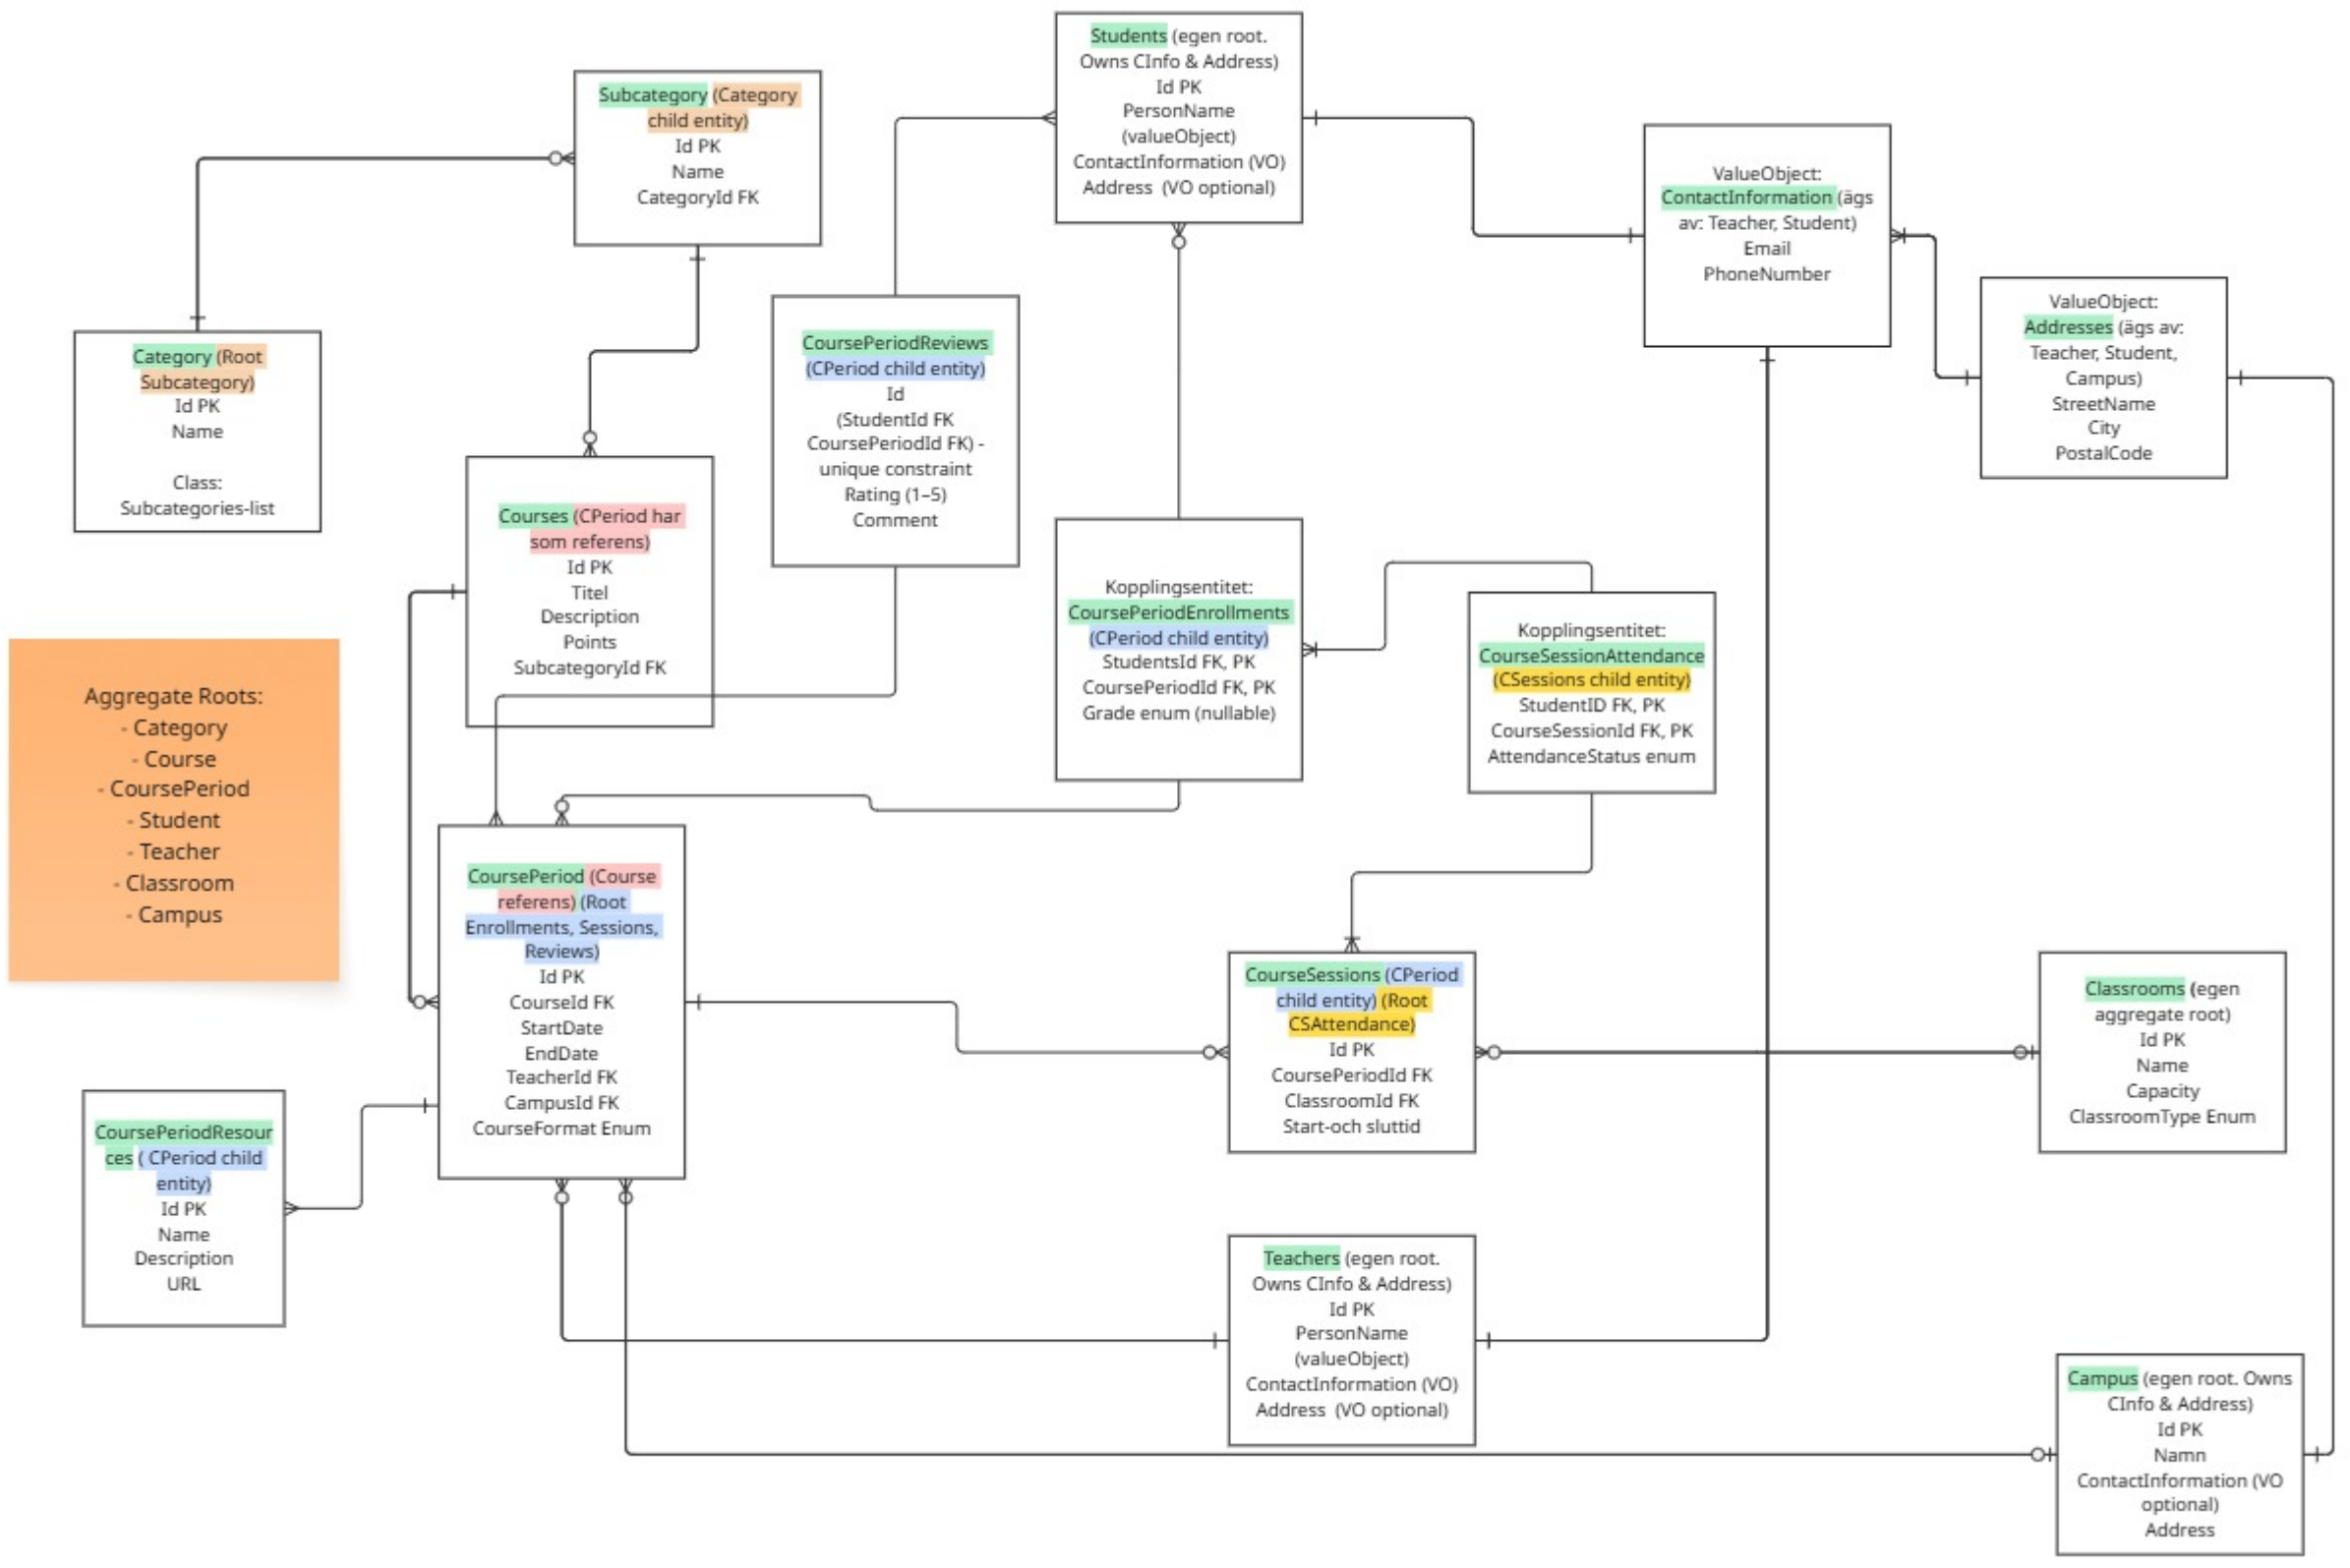 Students (egen root.
Owns CInfo & Address)
Id PK
PersonName
(valueObject)
ContactInformation (VO)
Address (VO optional)
Subcategory (Category
child entity)
Id PK
Name
CategoryId FK
ValueObject:
ContactInformation (ägs
av: Teacher, Student)
Email
PhoneNumber
ValueObject:
Addresses (ägs av:
Teacher, Student,
Campus)
StreetName
City
PostalCode
Category (Root
Subcategory)
Id PK
Name
Class:
Subcategories-list
CoursePeriodReviews
(CPeriod child entity)
Id
(StudentId FK
CoursePeriodId FK) -
unique constraint
Rating (1–5)
Comment
Courses (CPeriod har
som referens)
Id PK
Titel
Description
Points
SubcategoryId FK
Kopplingsentitet:
CoursePeriodEnrollments
(CPeriod child entity)
StudentsId FK, PK
CoursePeriodId FK, PK
Grade enum (nullable)
Kopplingsentitet:
CourseSessionAttendance
(CSessions child entity)
StudentID FK, PK
CourseSessionId FK, PK
AttendanceStatus enum
Aggregate Roots:
- Category
- Course
- CoursePeriod
- Student
- Teacher
- Classroom
- Campus
CoursePeriod (Course
referens) (Root
Enrollments, Sessions,
Reviews)
Id PK
CourseId FK
StartDate
EndDate
TeacherId FK
CampusId FK
CourseFormat Enum
CourseSessions (CPeriod
child entity) (Root
CSAttendance)
Id PK
CoursePeriodId FK
ClassroomId FK
Start-och sluttid
Classrooms (egen
aggregate root)
Id PK
Name
Capacity
ClassroomType Enum
CoursePeriodResour
ces ( CPeriod child
entity)
Id PK
Name
Description
URL
Teachers (egen root.
Owns CInfo & Address)
Id PK
PersonName
(valueObject)
ContactInformation (VO)
Address (VO optional)
Campus (egen root. Owns
CInfo & Address)
Id PK
Namn
ContactInformation (VO
optional)
Address